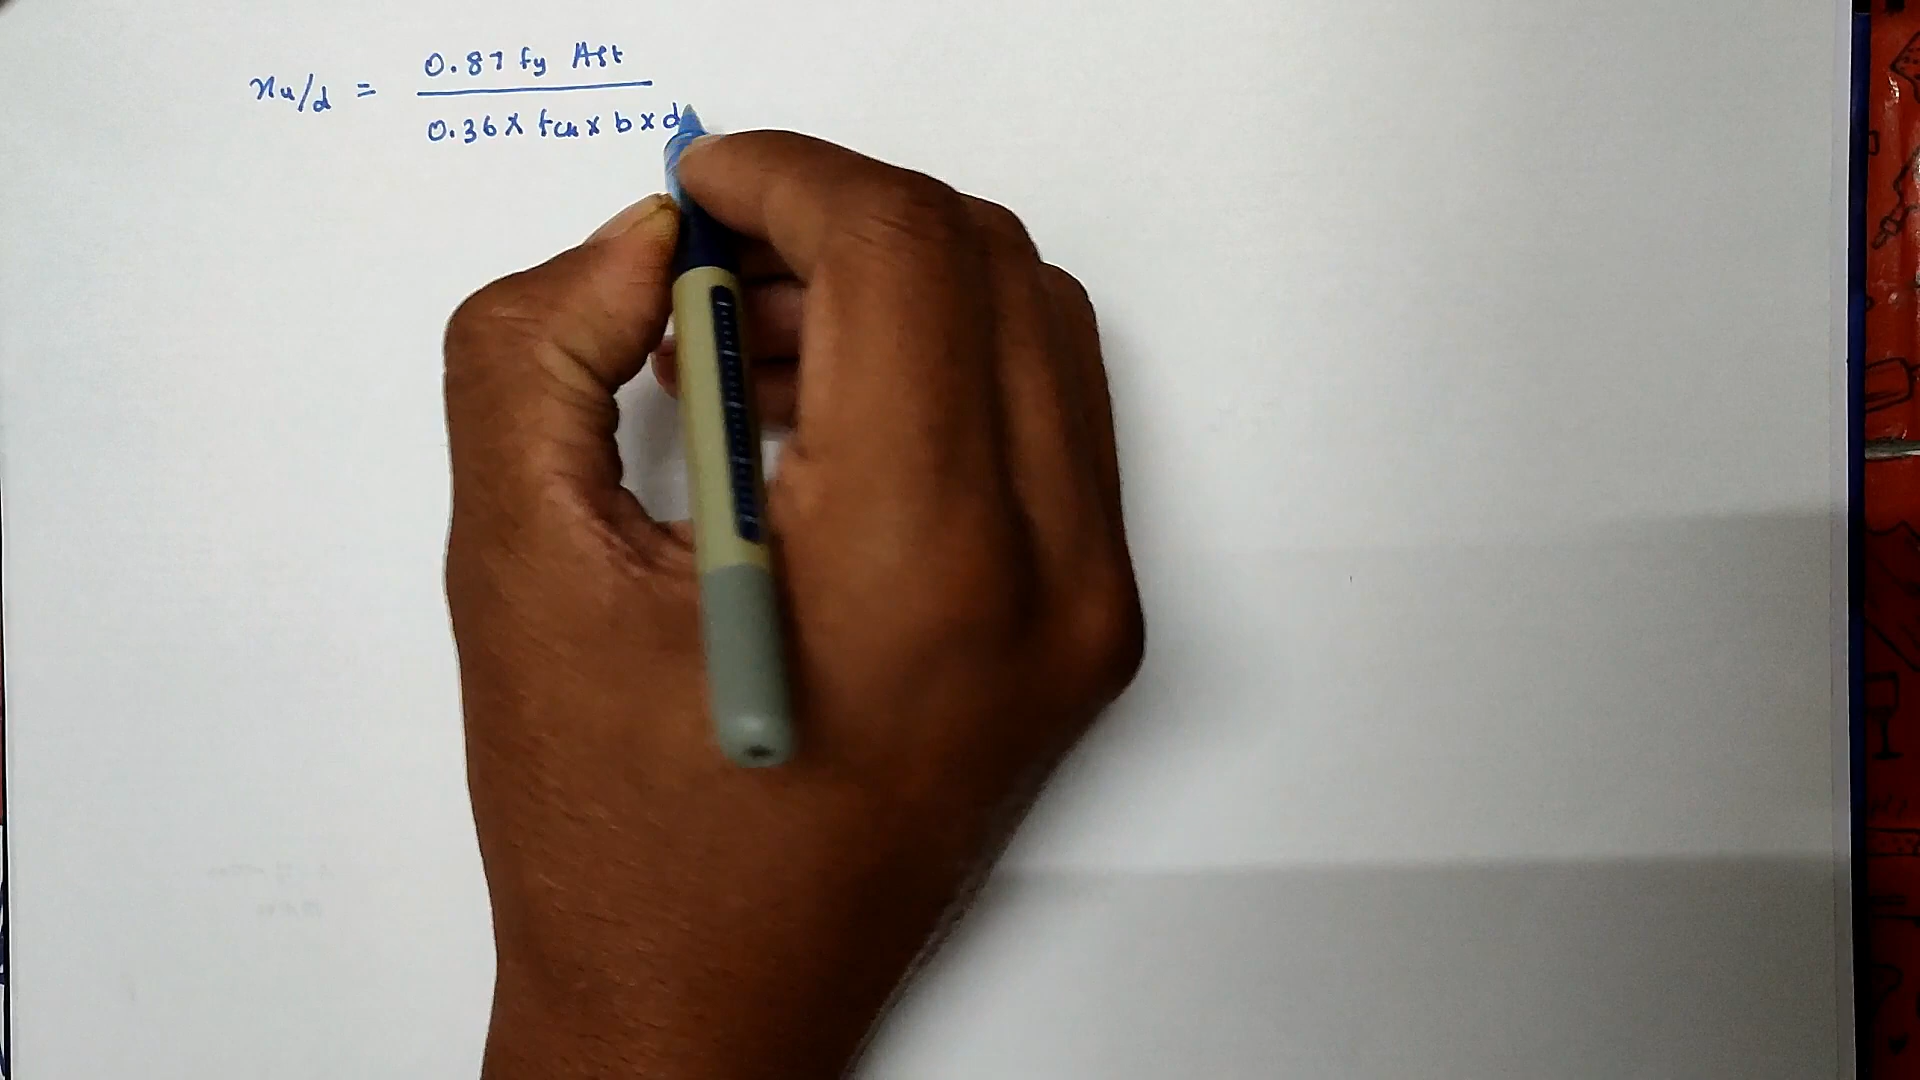 xu/d = 0.87 fy Ast
0.36 x fck x b x d